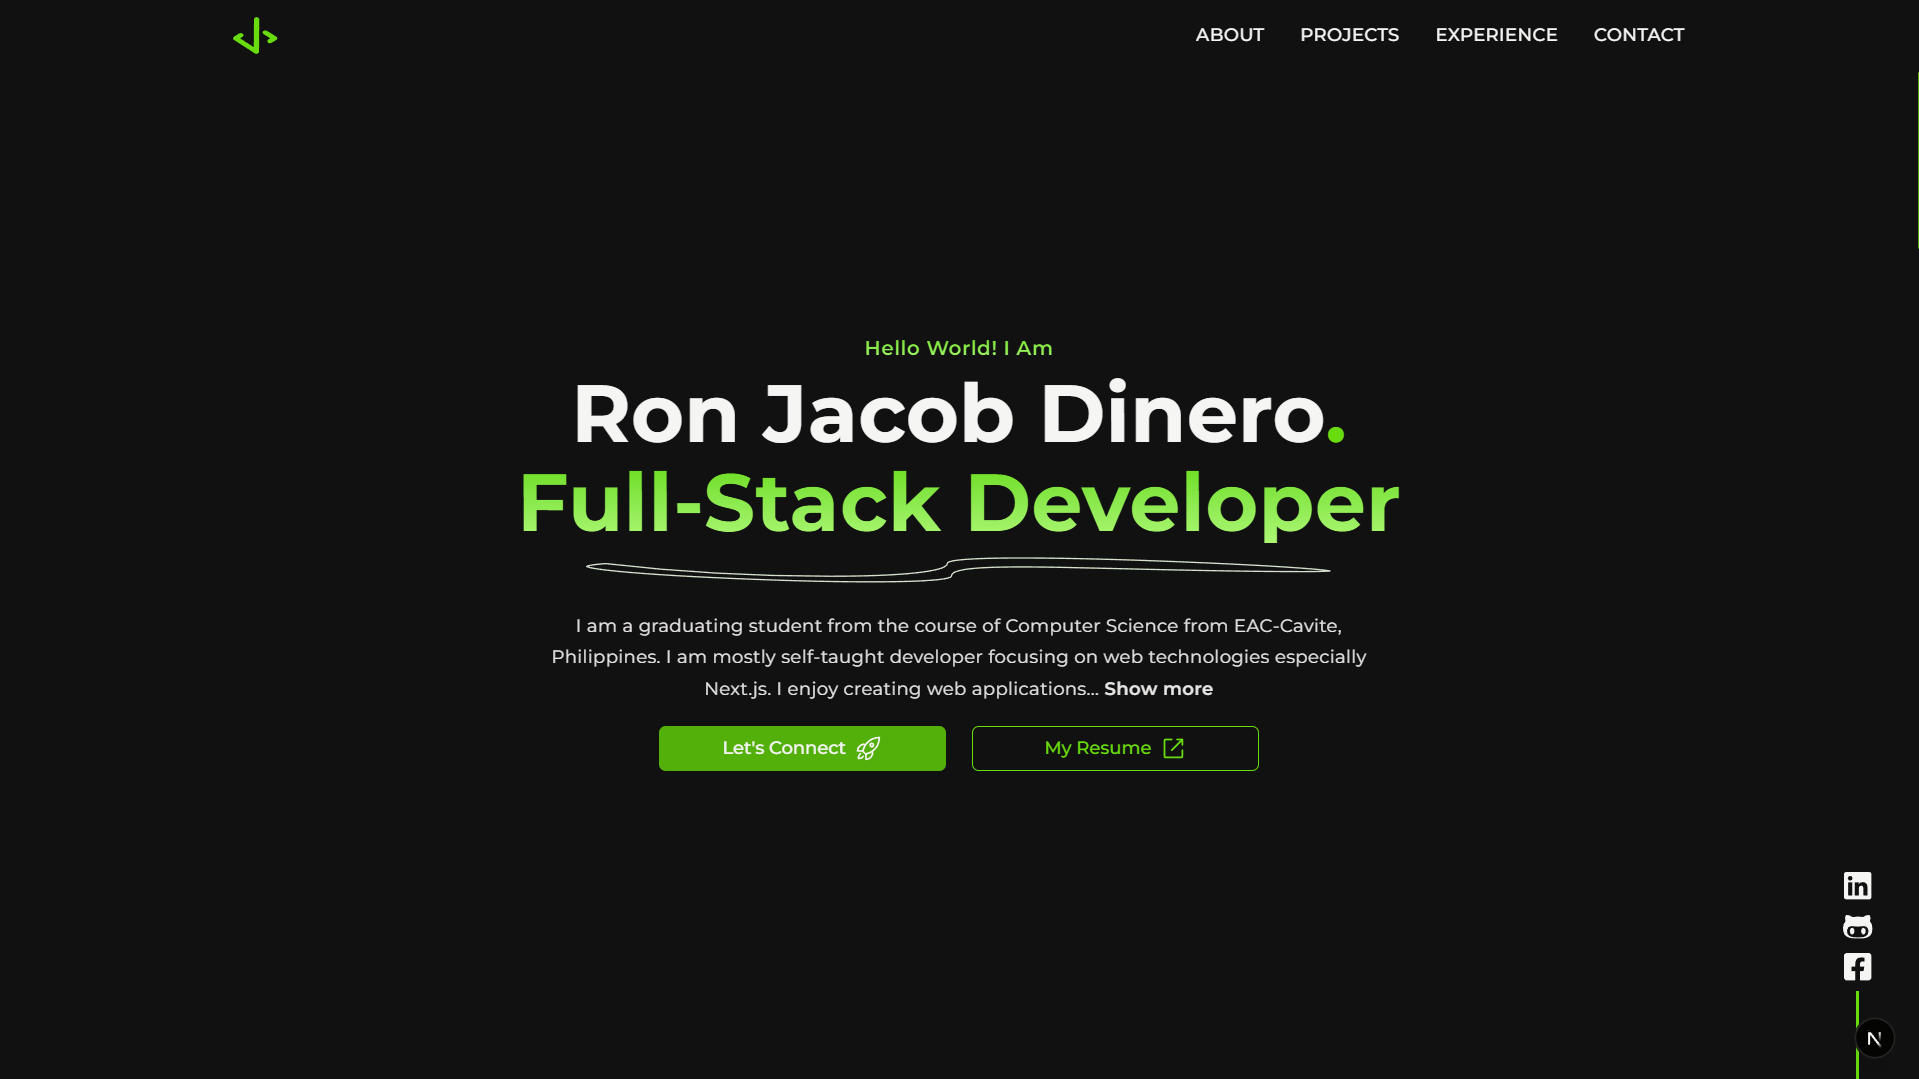 ABOUT PROJECTS EXPERIENCE CONTACT
Hello World! I Am
Ron Jacob Dinero.
Full-Stack Developer
I am a graduating student from the course of Computer Science from EAC-Cavite,
Philippines. I am mostly self-taught developer focusing on web technologies especially
Next.js. I enjoy creating web applications... Show more
Let's Connect My Resume
in
N